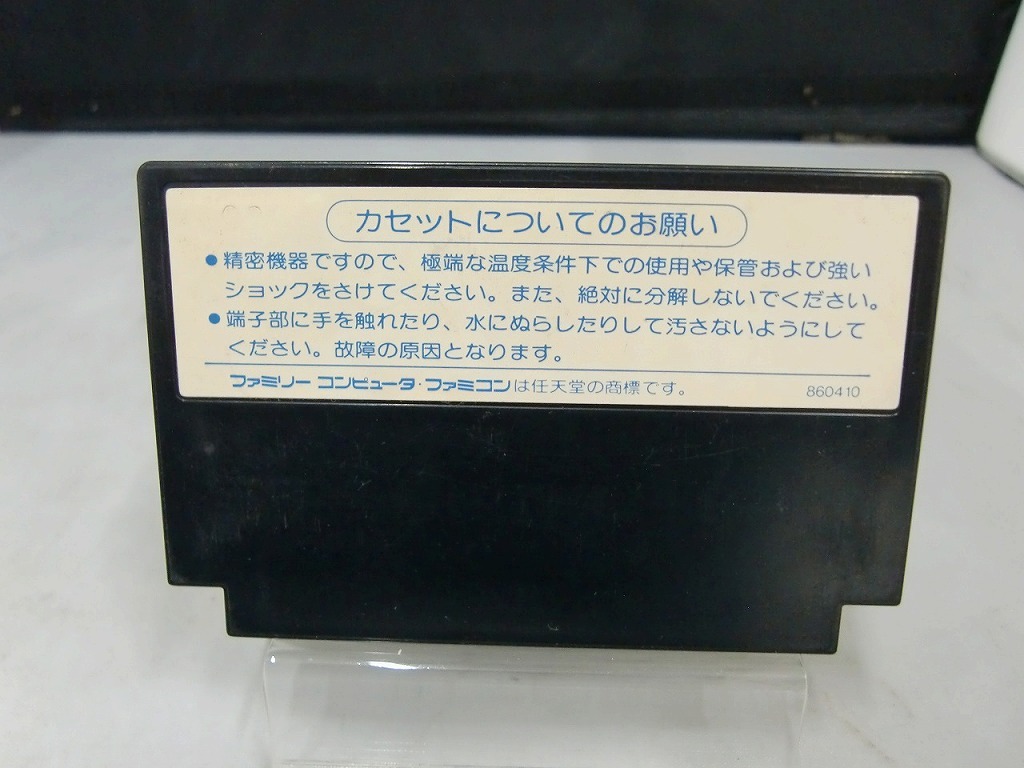 カセットについてのお願い
●精密機器ですので、極端な温度条件下での使用や保管および強い
ショックをさけてください。また、絶対に分解しないでください。
●端子部に手を触れたり、水にぬらしたりして汚さないようにして
ください。故障の原因となります。
ファミリー コンピュータ・ファミコンは任天堂の商標です。 860410